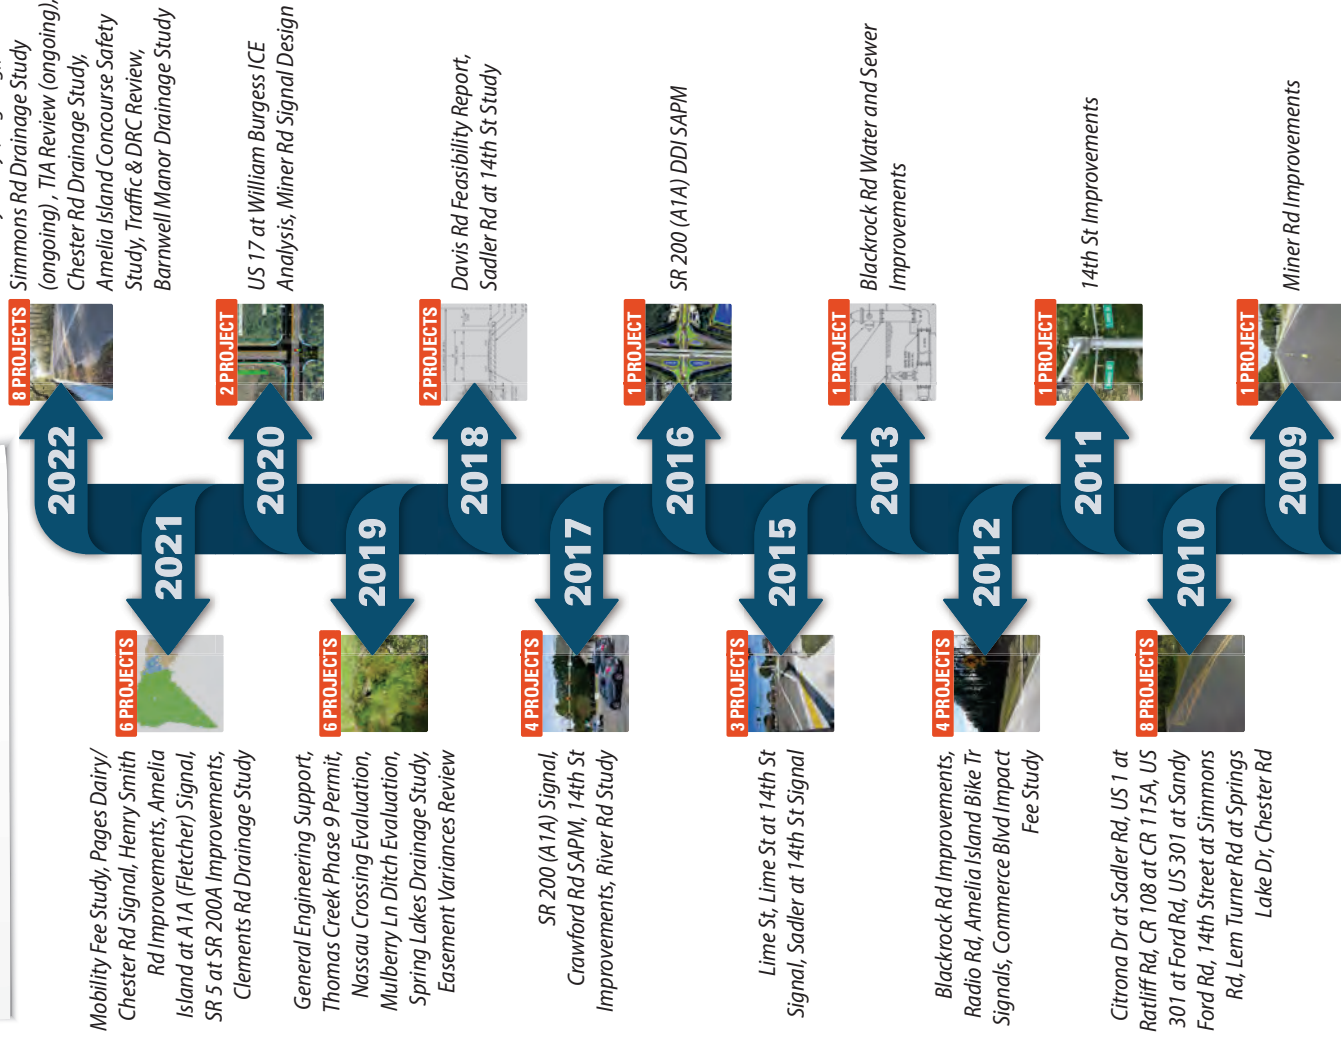 Simmons Rd Drainage Study
(ongoing) , TIA Review (ongoing),
Chester Rd Drainage Study,
Amelia Island Concourse Safety
Study, Traffic & DRC Review,
Barnwell Manor Drainage Study
8 PROJECTS
2022
2021
6 PROJECTS
Mobility Fee Study, Pages Dairy/
Chester Rd Signal, Henry Smith
Rd Improvements, Amelia
Island at A1A (Fletcher) Signal,
SR 5 at SR 200A Improvements,
Clements Rd Drainage Study
US 17 at William Burgess ICE
Analysis, Miner Rd Signal Design
2 PROJECT
2020
2019
6 PROJECTS
General Engineering Support,
Thomas Creek Phase 9 Permit,
Nassau Crossing Evaluation,
Mulberry Ln Ditch Evaluation,
Spring Lakes Drainage Study,
Easement Variances Review
Davis Rd Feasibility Report,
Sadler Rd at 14th St Study
2 PROJECTS
2018
2017
4 PROJECTS
SR 200 (A1A) Signal,
Crawford Rd SAPM, 14th St
Improvements, River Rd Study
SR 200 (A1A) DDI SAPM
1 PROJECT
2016
2015
3 PROJECTS
Lime St, Lime St at 14th St
Signal, Sadler at 14th St Signal
Blackrock Rd Water and Sewer
Improvements
1 PROJECT
2013
2012
4 PROJECTS
Blackrock Rd Improvements,
Radio Rd, Amelia Island Bike Tr
Signals, Commerce Blvd Impact
Fee Study
14th St Improvements
1 PROJECT
2011
2010
8 PROJECTS
Citrona Dr at Sadler Rd, US 1 at
Ratliff Rd, CR 108 at CR 115A, US
301 at Ford Rd, US 301 at Sandy
Ford Rd, 14th Street at Simmons
Rd, Lem Turner Rd at Springs
Lake Dr, Chester Rd
Miner Rd Improvements
1 PROJECT
2009